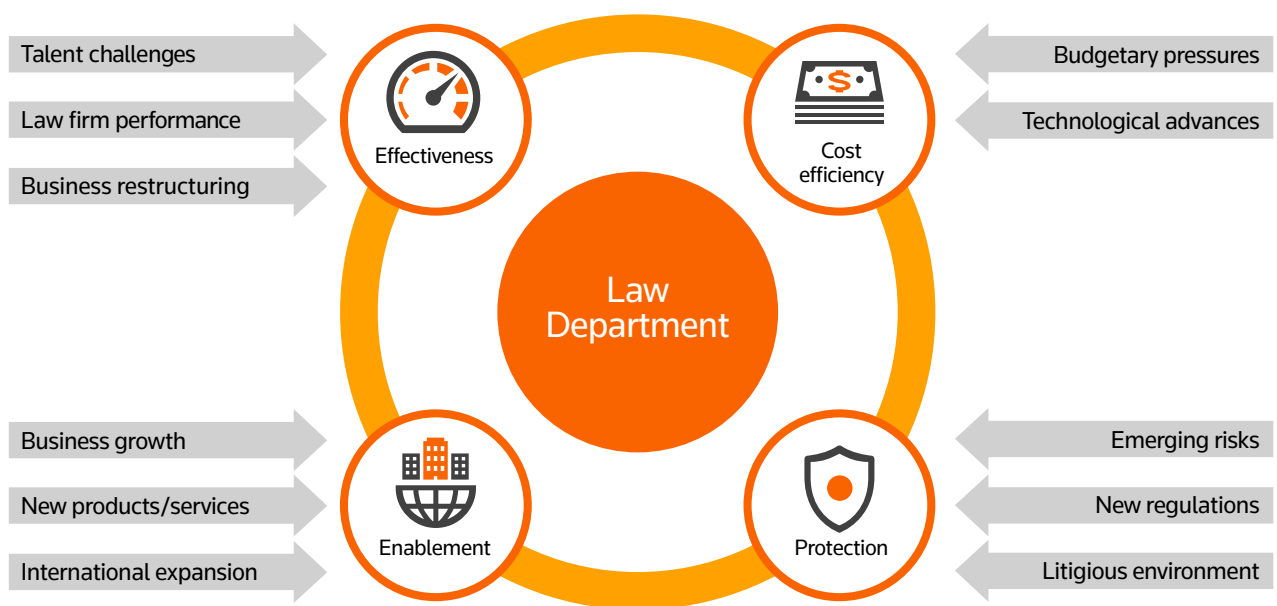 Talent challenges
Law firm performance
Business restructuring
Effectiveness
$
Cost
efficiency
Budgetary pressures
Technological advances
Law
Department
Business growth
New products/services
International expansion
Enablement
Protection
Emerging risks
New regulations
Litigious environment